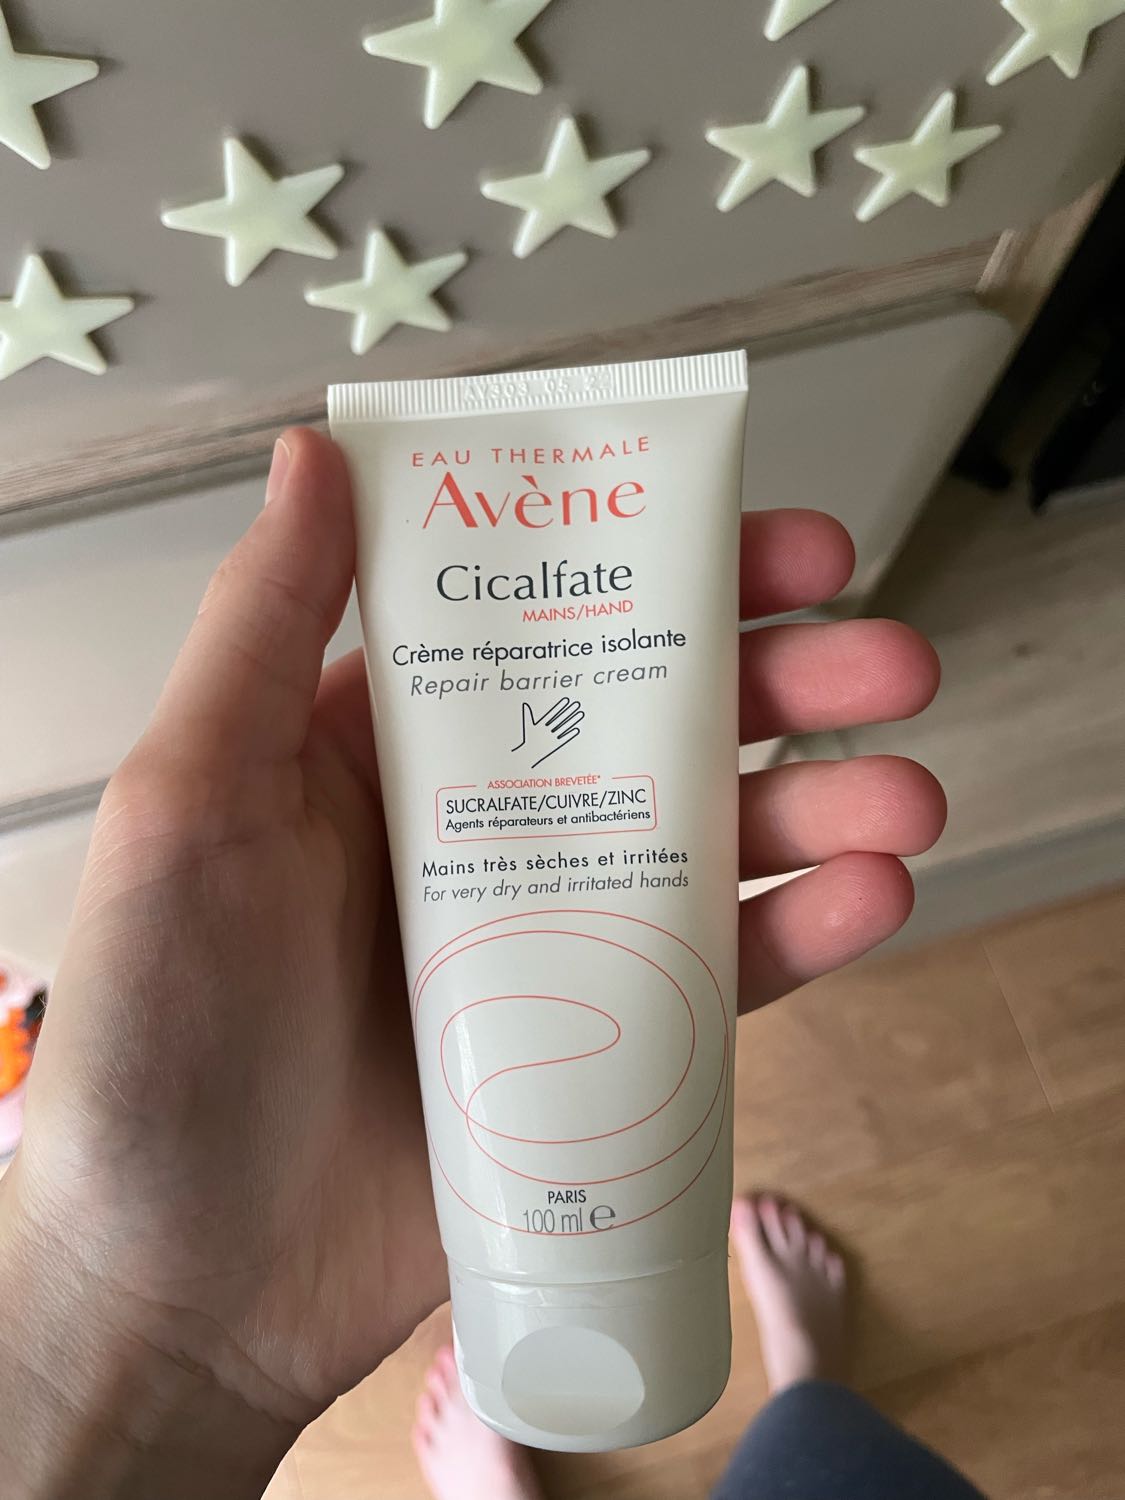 EAU THERMALE
Avène
Cicalfate
MAINS/HAND
Crème réparatrice isolante
Repair barrier cream
ASSOCIATION BREVETÉE*
SUCRALFATE/CUIVRE/ZINC
Agents réparateurs et antibactériens
Mains très sèches et irritées
For very dry and irritated hands
PARIS
100 ml e